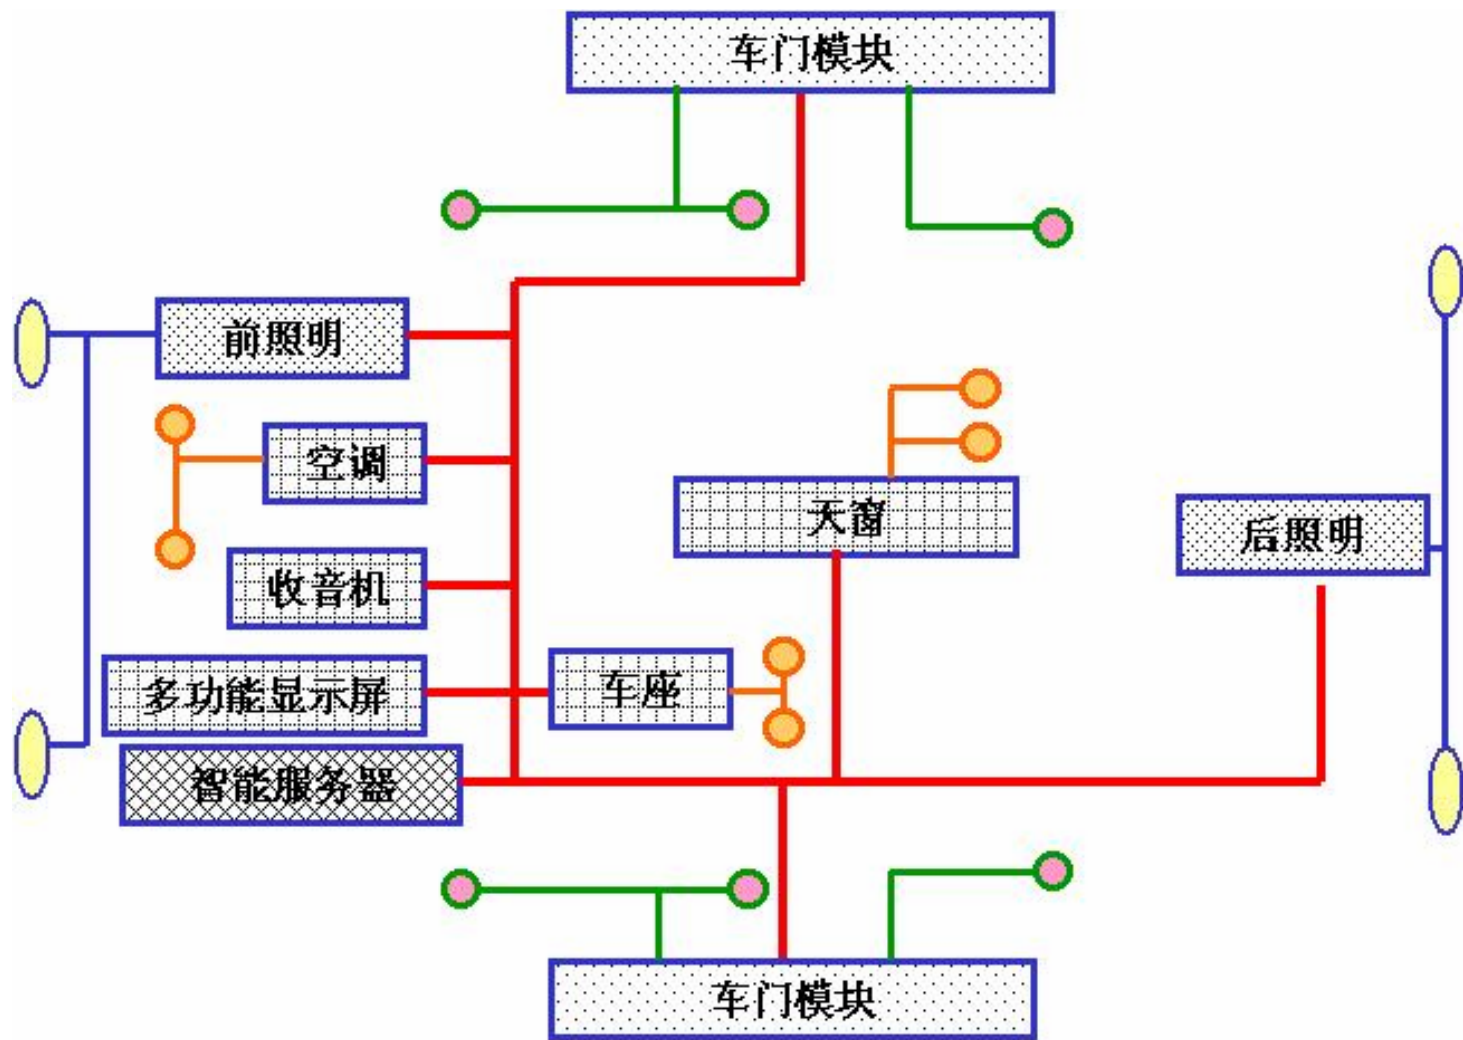 车门模块
前照明
空调
天窗
后照明
收音机
多功能显示屏
车座
智能服务器
车门模块